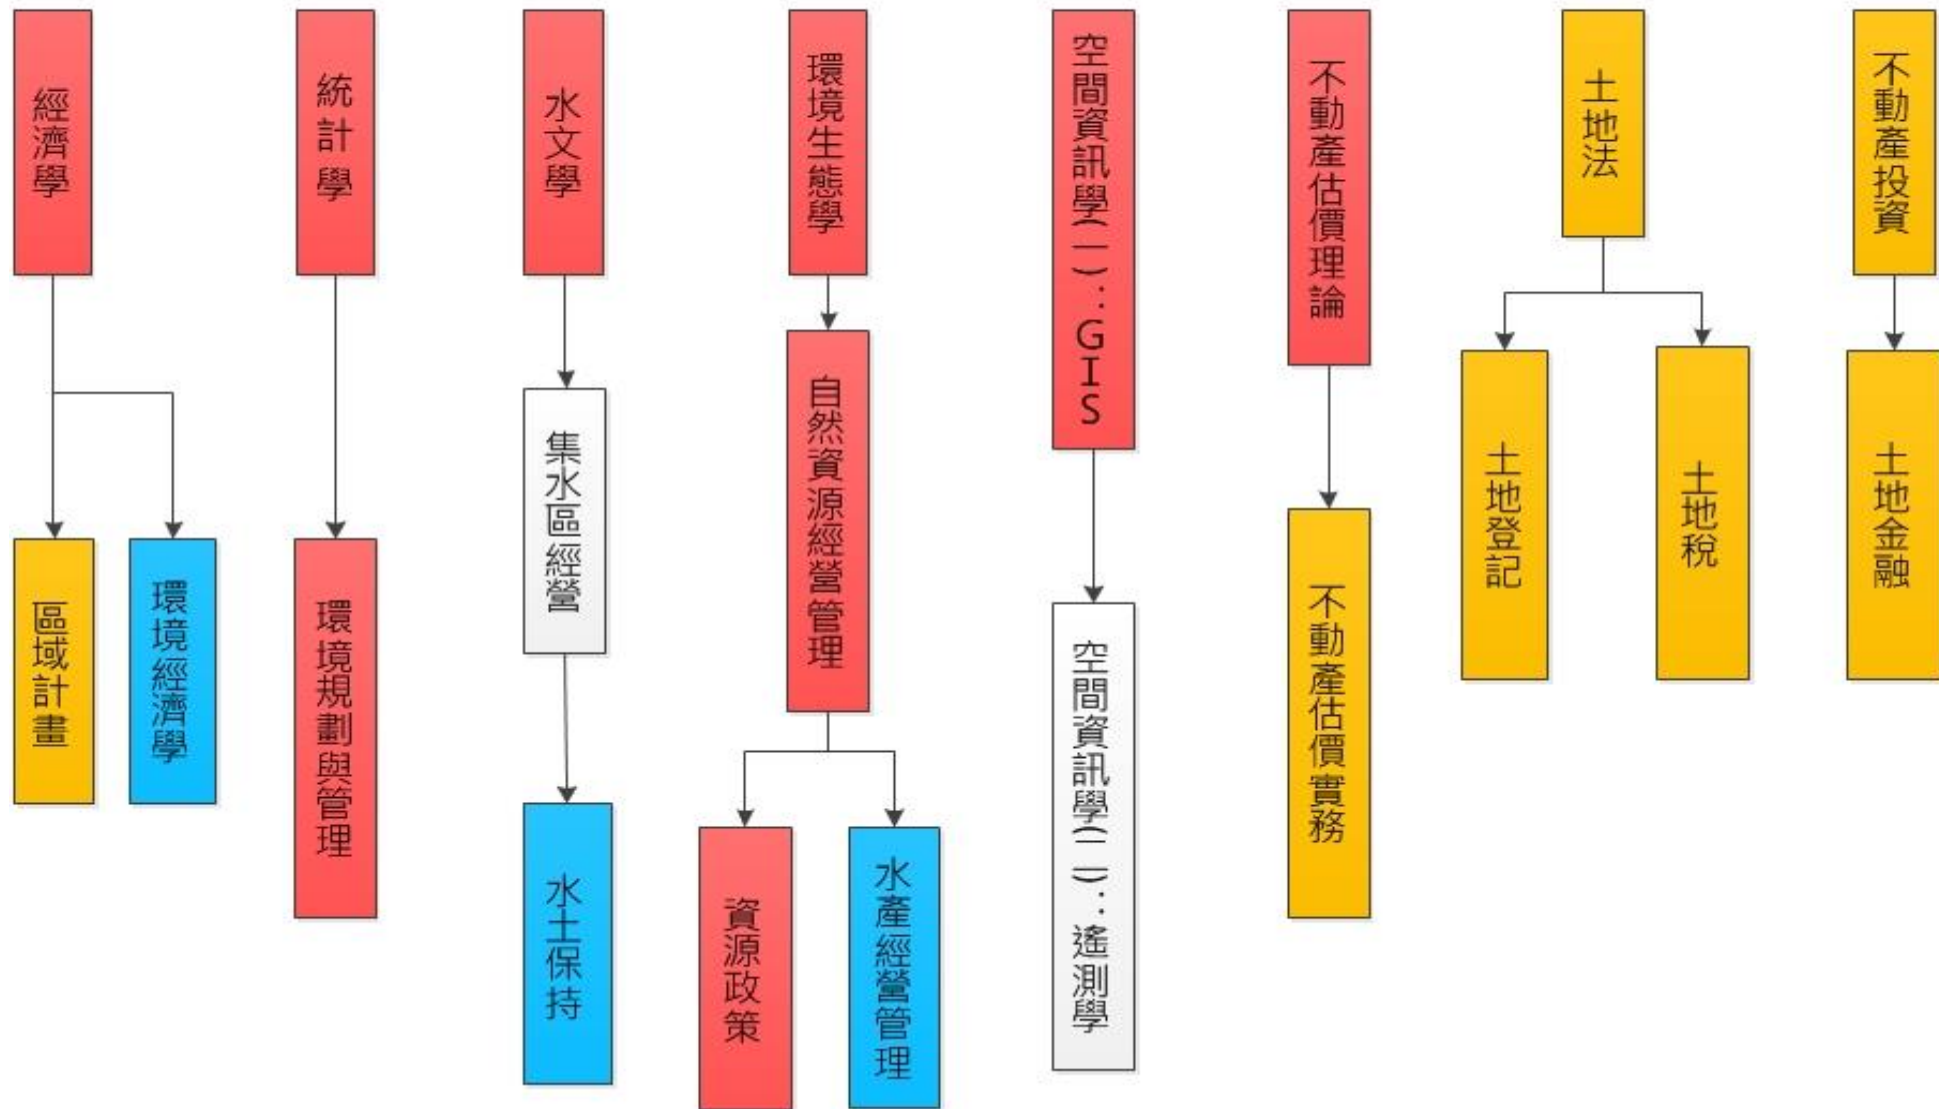 經濟學
統計學
水文學
環境生態學
空間資訊學(一):GIS
不動產估價理論
土地法
不動產投資
區域計畫
環境經濟學
環境規劃與管理
集水區經營
水土保持
自然資源經營管理
資源政策
水產經營管理
空間資訊學(二):遙測學
不動產估價實務
土地登記
土地稅
土地金融